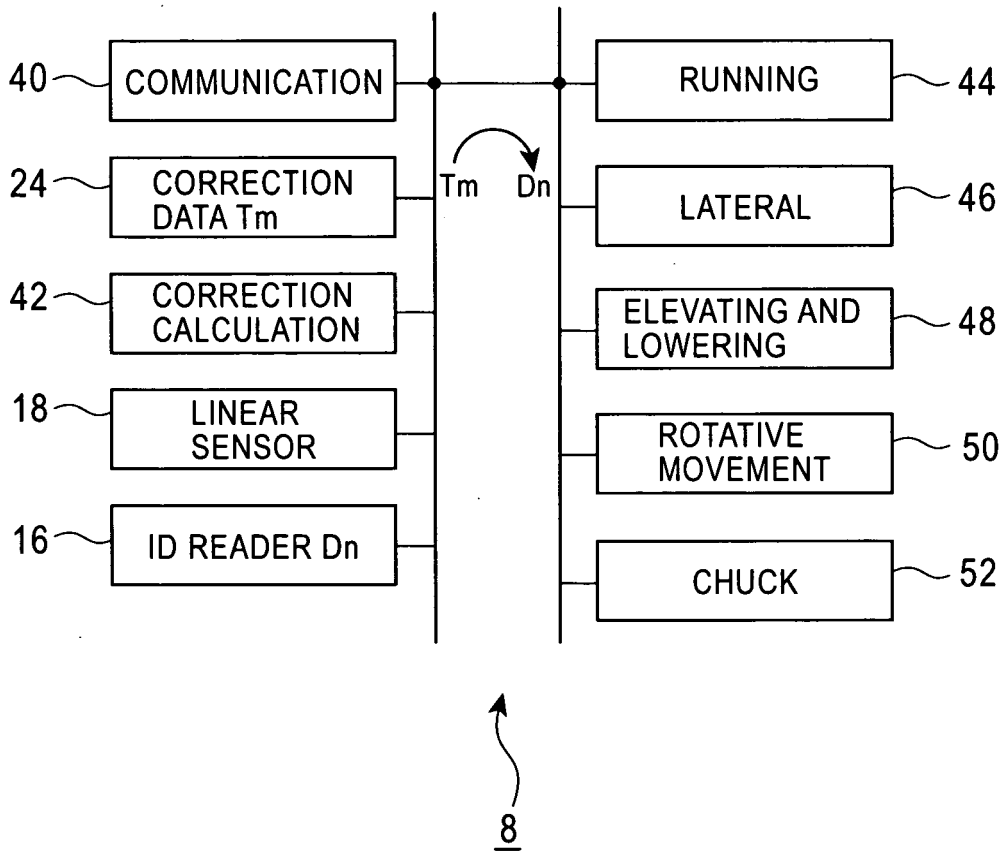 40
COMMUNICATION
RUNNING
44
24
CORRECTION
DATA Tm
Tm
Dn
LATERAL
46
42
CORRECTION
CALCULATION
ELEVATING AND
LOWERING
48
18
LINEAR
SENSOR
ROTATIVE
MOVEMENT
50
16
ID READER Dn
CHUCK
52
8